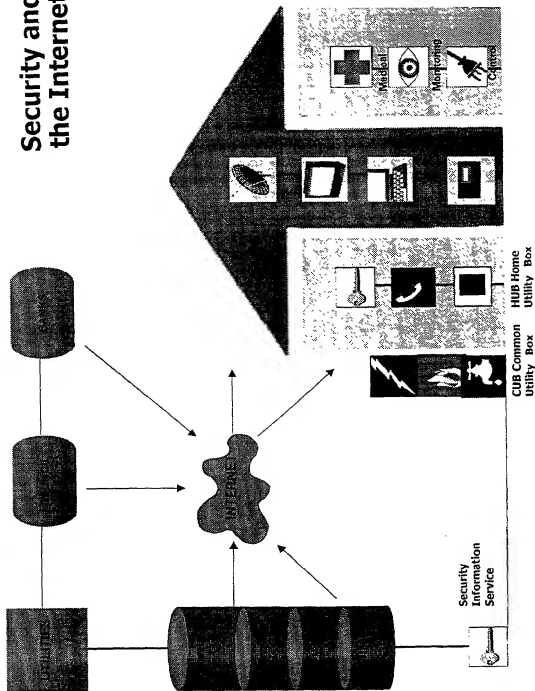 Security and
the Internet
UTILITIES
INTERNET
Medical
Monitoring
Control
HUB Home
Utility Box
CUB Common
Utility Box
Security
Information
Service